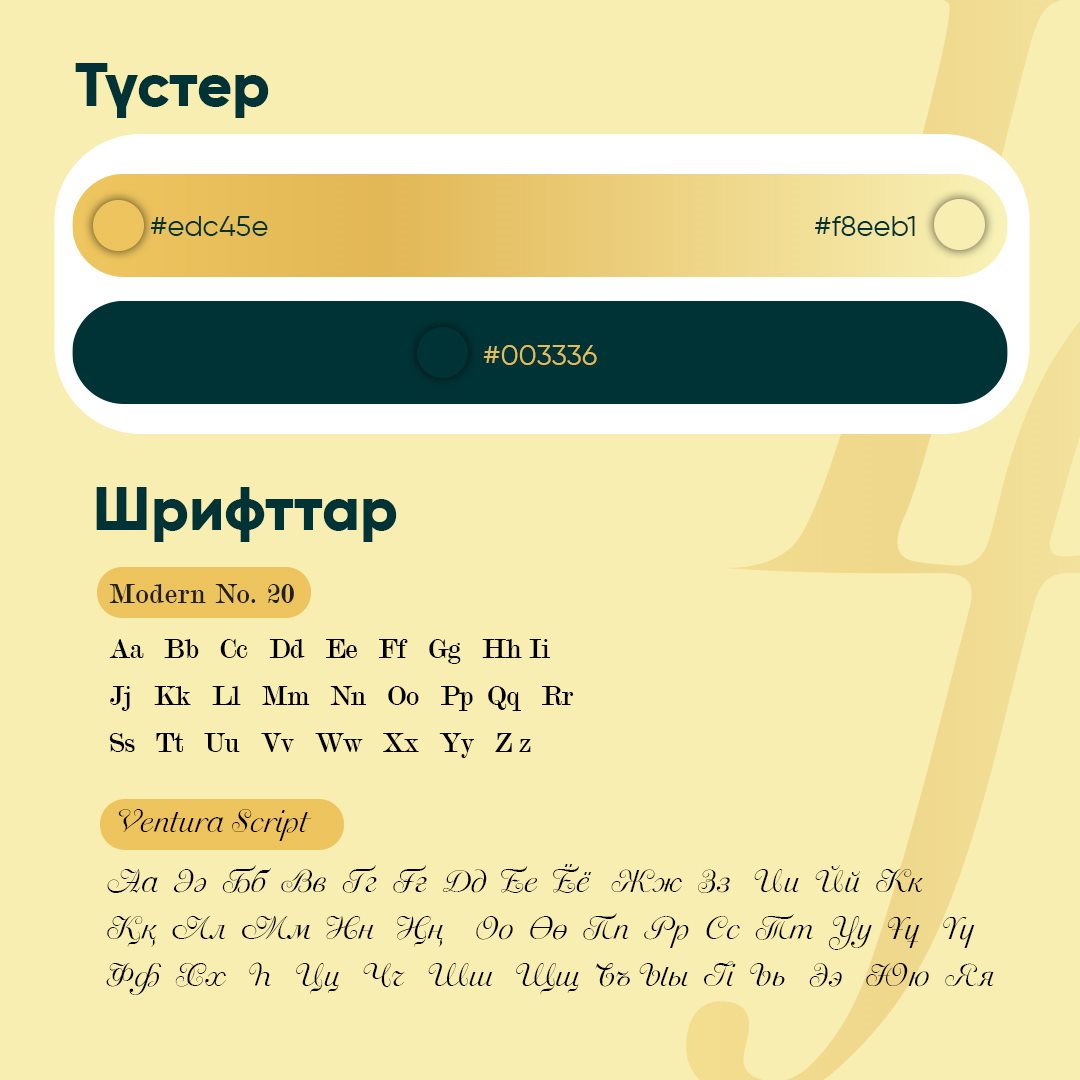 Түстер
#edc45e #f8eeb1
#003336
Шрифттар
Modern No. 20
Aa Bb Cc Dd Ee Ff Gg Hh Ii
Jj Kk Ll Mm Nn Oo Pp Qq Rr
Ss Tt Uu Vv Ww Xx Yy Z z
Ventura Script
Аа Әә Бб Вв Гг Ғг Дд Ее Ёё Жж Зз Ии Йй Кк
Ққ Лл Мм Нн Ңң Оо Өө Пп Рр Сс Тт Уу Ұұ Үү
Фф Хх Һ Цц Чч Шш Щщ Ъъ Ыы Іі Ьь Ээ Юю Яя